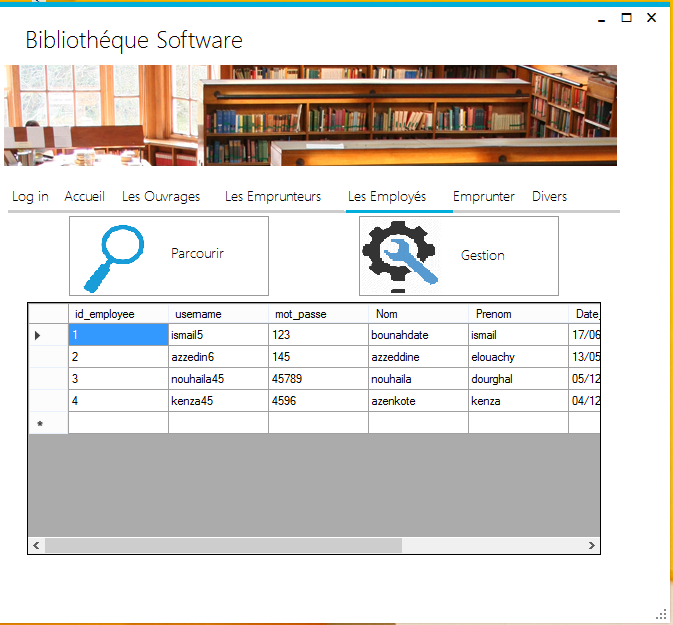 Bibliothéque Software
Log in Accueil Les Ouvrages Les Emprunteurs Les Employés Emprunter Divers
Parcourir Gestion
id_employee username mot_passe Nom Prenom Date_
1 ismail5 123 bounahdate ismail 17/06
2 azzedin6 145 azzeddine elouachy 13/05
3 nouhaila45 45789 nouhaila dourghal 05/12
4 kenza45 4596 azenkote kenza 04/12